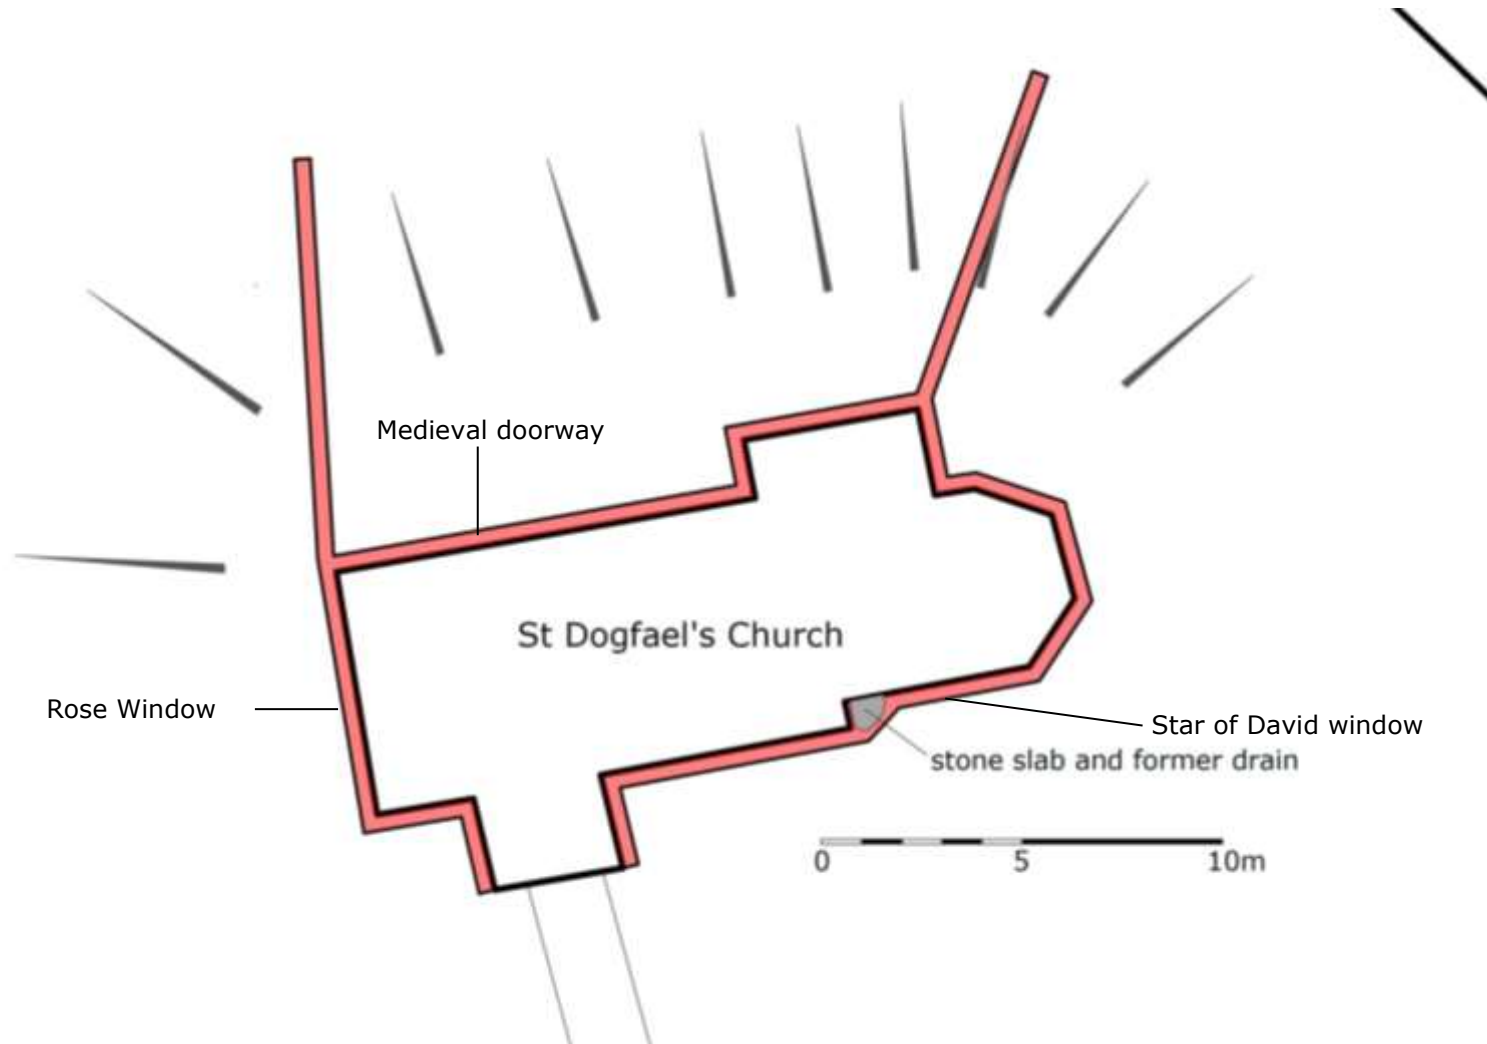 Medieval doorway
St Dogfael's Church
Rose Window
Star of David window
stone slab and former drain
0 5 10m